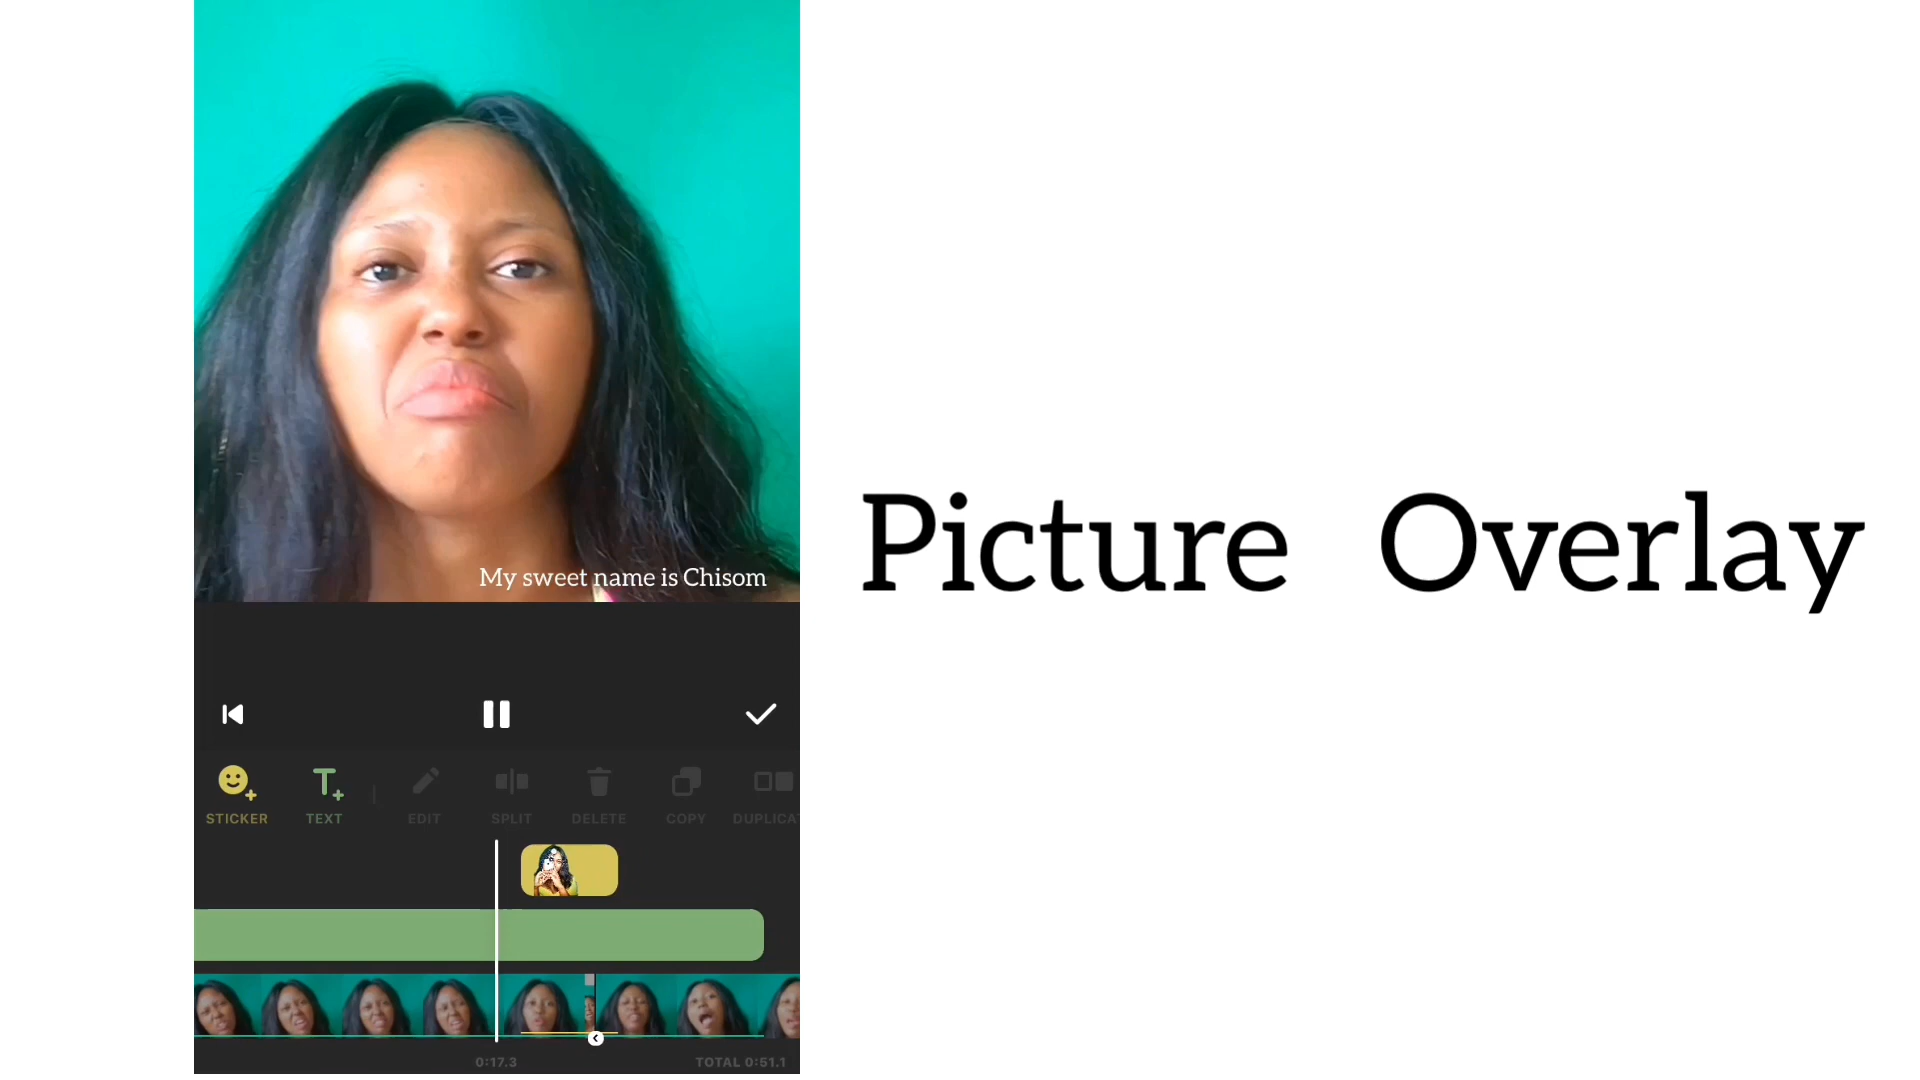 My sweet name is Chisom
Picture Overlay
STICKER
TEXT
EDIT
SPLIT
DELETE
COPY
DUPLICAT
0:17.3
TOTAL 0:51.1